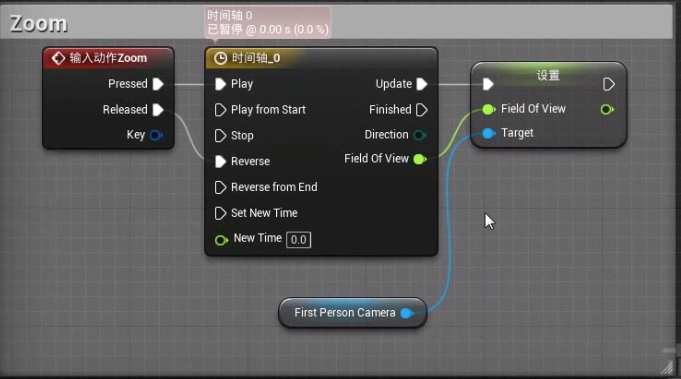 Zoom
时间轴_0
已暂停 @ 0.00 s (0.0 %)
输入动作Zoom
Pressed
Released
Key
时间轴_0
Play
Play from Start
Stop
Reverse
Reverse from End
Set New Time
New Time 0.0
Update
Finished
Direction
Field Of View
设置
Field Of View
Target
First Person Camera